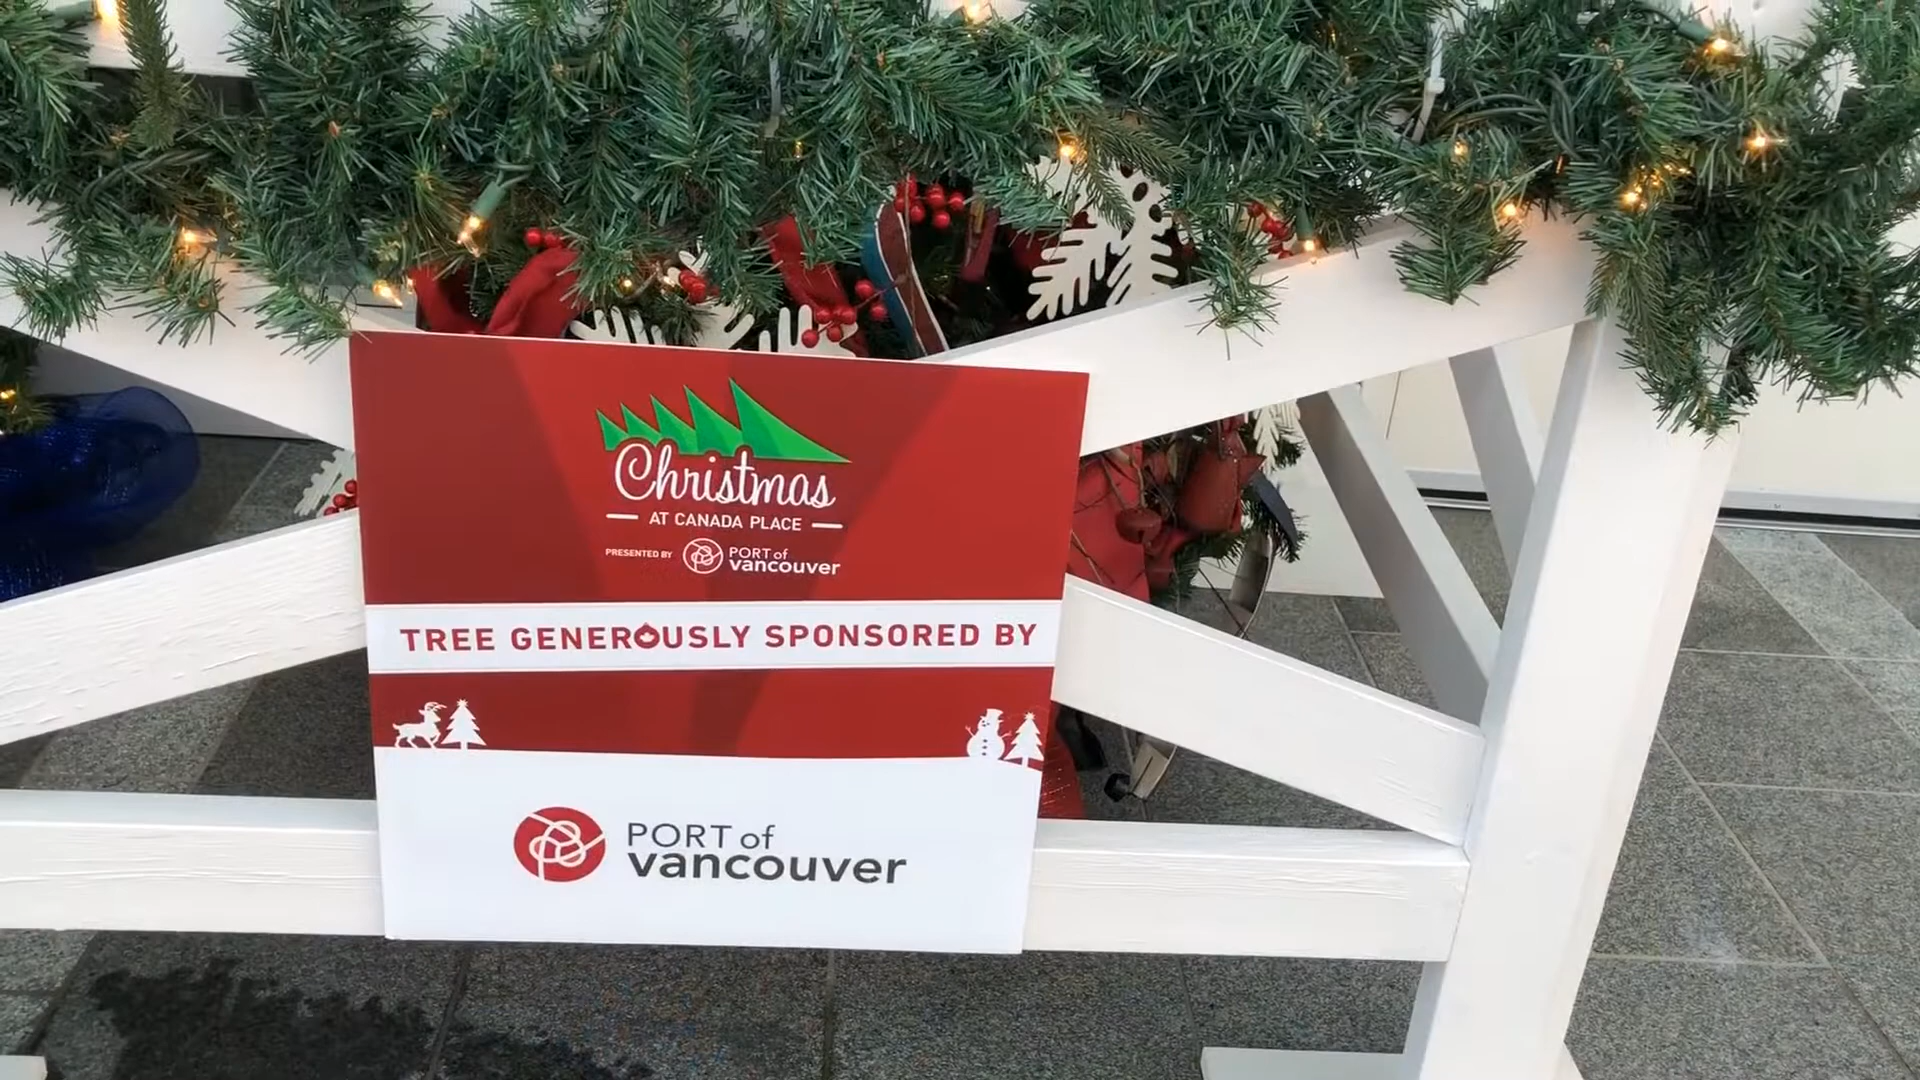 Christmas
AT CANADA PLACE
PRESENTED BY PORT of
vancouver
TREE GENEROUSLY SPONSORED BY
PORT of
vancouver